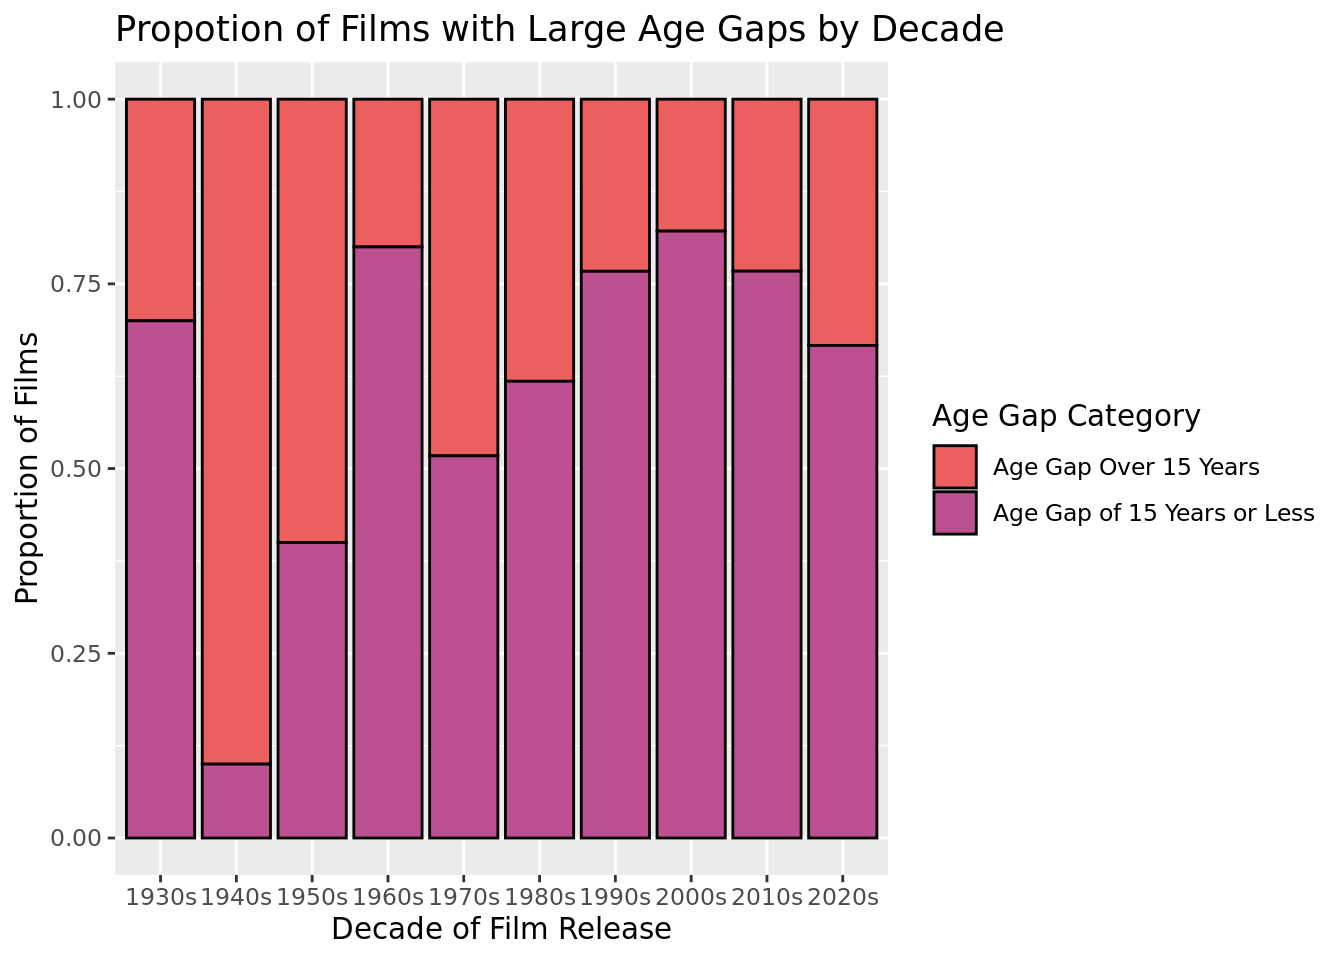 Propotion of Films with Large Age Gaps by Decade
Proportion of Films
1.00
0.75
0.50
0.25
0.00
1930s 1940s 1950s 1960s 1970s 1980s 1990s 2000s 2010s 2020s
Decade of Film Release
Age Gap Category
Age Gap Over 15 Years
Age Gap of 15 Years or Less